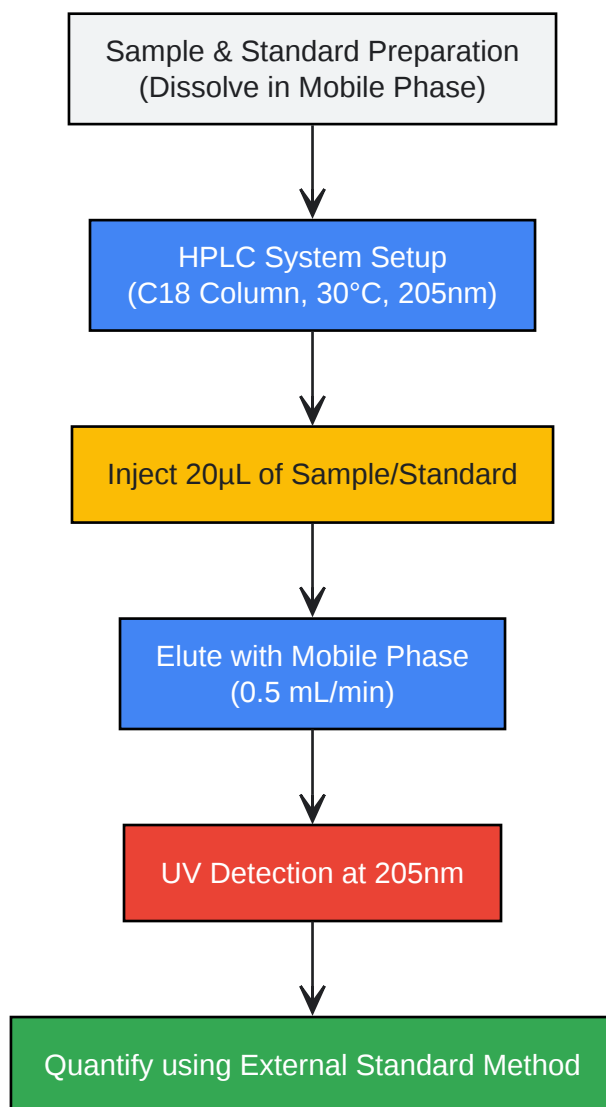 Sample & Standard Preparation
(Dissolve in Mobile Phase)
HPLC System Setup
(C18 Column, 30°C, 205nm)
Inject 20µL of Sample/Standard
Elute with Mobile Phase
(0.5 mL/min)
UV Detection at 205nm
Quantify using External Standard Method